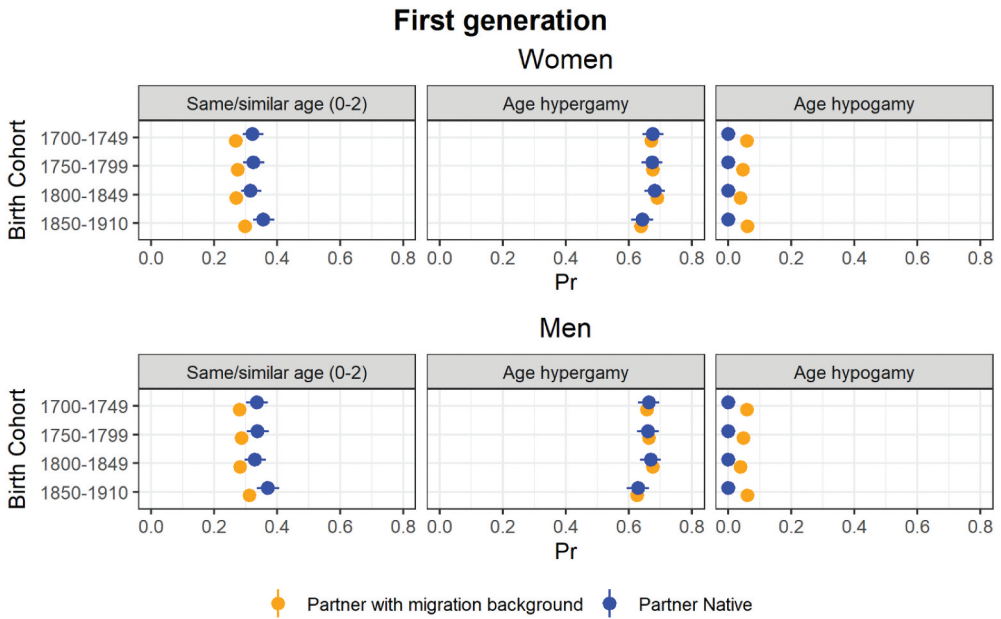 First generation
Women
Same/similar age (0-2) Age hypergamy Age hypogamy
Birth Cohort
1700-1749
1750-1799
1800-1849
1850-1910
0.0 0.2 0.4 0.6 0.8 0.0 0.2 0.4 0.6 0.8 0.0 0.2 0.4 0.6 0.8
Pr
Men
Same/similar age (0-2) Age hypergamy Age hypogamy
Birth Cohort
1700-1749
1750-1799
1800-1849
1850-1910
0.0 0.2 0.4 0.6 0.8 0.0 0.2 0.4 0.6 0.8 0.0 0.2 0.4 0.6 0.8
Pr
Partner with migration background Partner Native